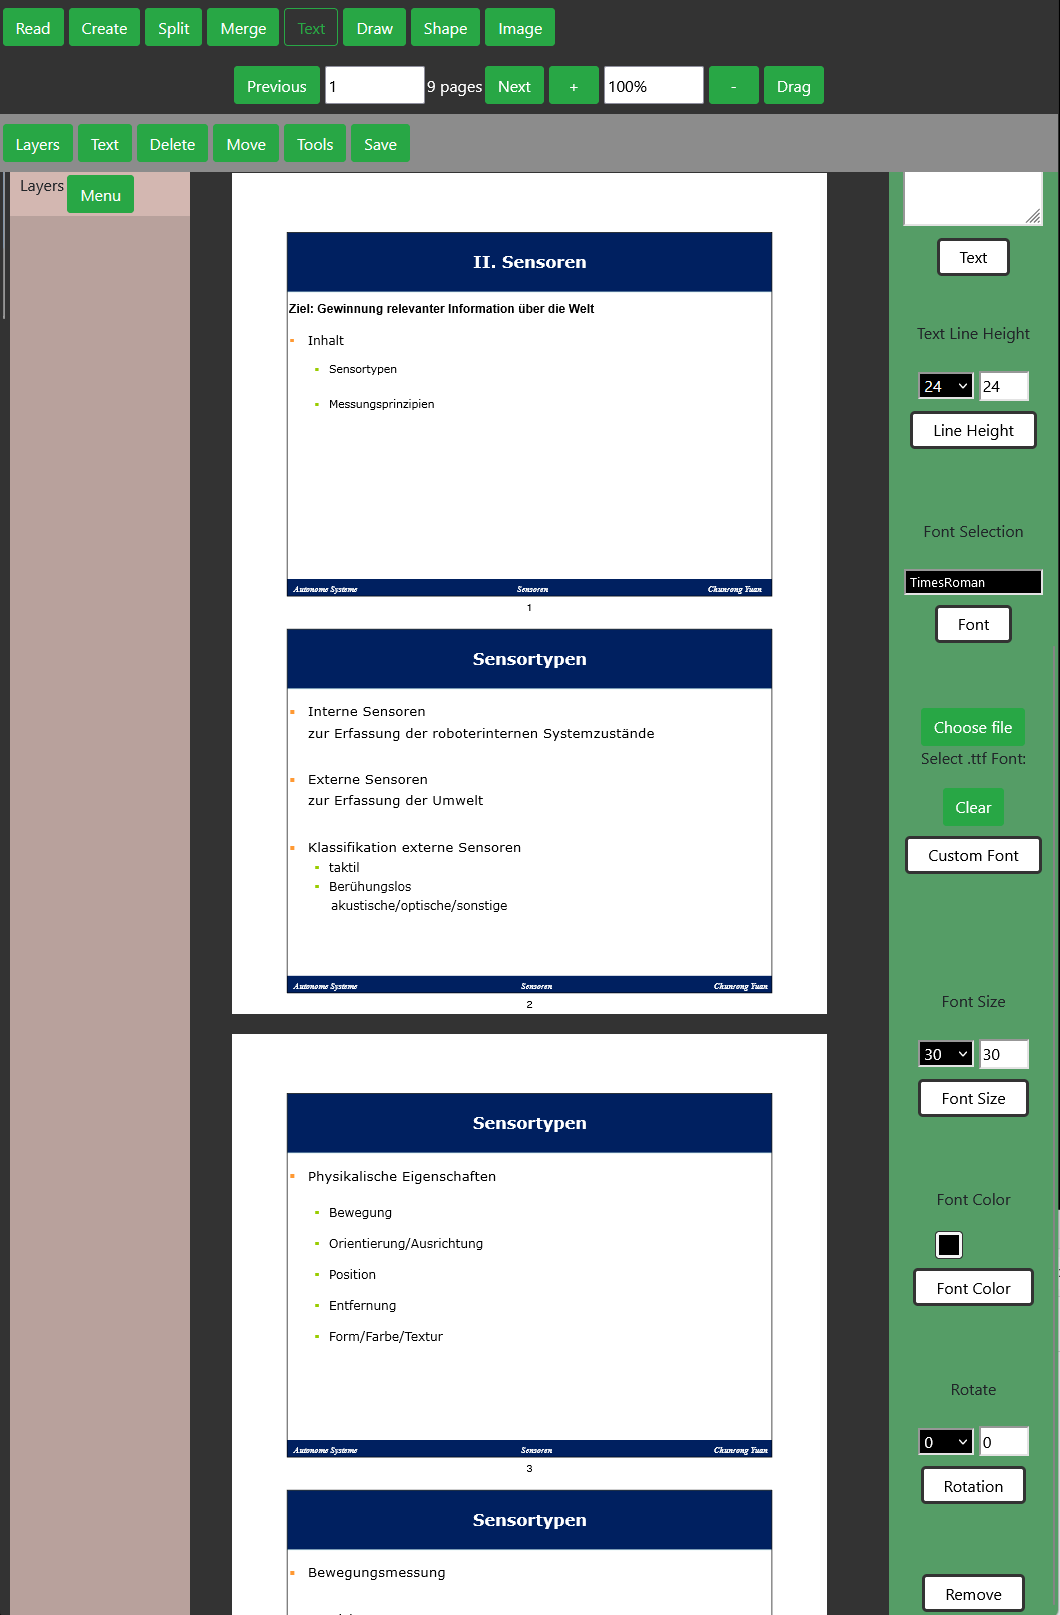 Read Create Split Merge Text Draw Shape Image
Previous 1 9 pages Next + 100% - Drag
Layers Text Delete Move Tools Save
Layers Menu
II. Sensoren
Ziel: Gewinnung relevanter Information über die Welt
Inhalt
Sensortypen
Messungsprinzipien
Autonome Systeme Sensoren Chunrong Yuan
1
Sensortypen
Interne Sensoren
zur Erfassung der roboterinternen Systemzustände
Externe Sensoren
zur Erfassung der Umwelt
Klassifikation externe Sensoren
taktil
Berühungslos
akustische/optische/sonstige
Autonome Systeme Sensoren Chunrong Yuan
2
Sensortypen
Physikalische Eigenschaften
Bewegung
Orientierung/Ausrichtung
Position
Entfernung
Form/Farbe/Textur
Autonome Systeme Sensoren Chunrong Yuan
3
Sensortypen
Bewegungsmessung
Text
Text Line Height
24 24
Line Height
Font Selection
TimesRoman
Font
Choose file
Select .ttf Font:
Clear
Custom Font
Font Size
30 30
Font Size
Font Color
Font Color
Rotate
0 0
Rotation
Remove